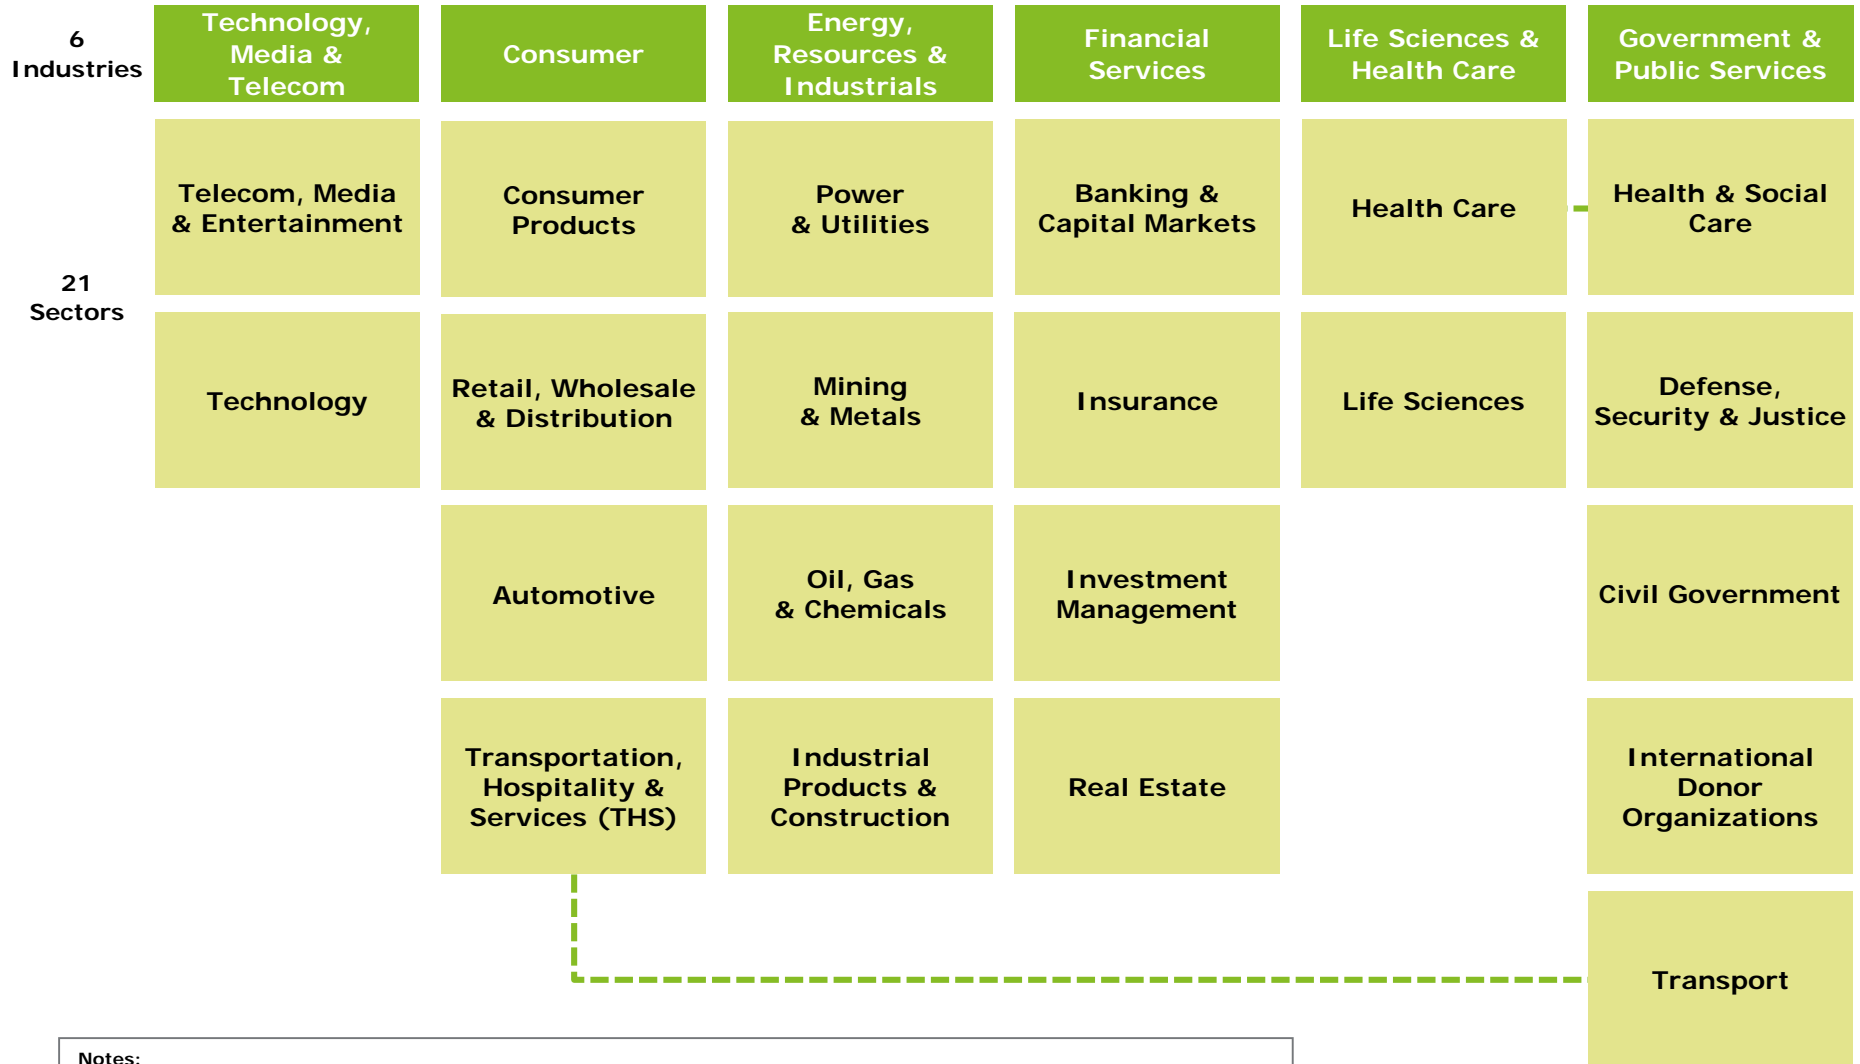 6
Industries
Technology,
Media &
Telecom
Consumer
Energy,
Resources &
Industrials
Financial
Services
Life Sciences &
Health Care
Government &
Public Services
21
Sectors
Telecom, Media
& Entertainment
Consumer
Products
Power
& Utilities
Banking &
Capital Markets
Health Care
Health & Social
Care
Technology
Retail, Wholesale
& Distribution
Mining
& Metals
Insurance
Life Sciences
Defense,
Security & Justice
Automotive
Oil, Gas
& Chemicals
Investment
Management
Civil Government
Transportation,
Hospitality &
Services (THS)
Industrial
Products &
Construction
Real Estate
International
Donor
Organizations
Transport
Notes: